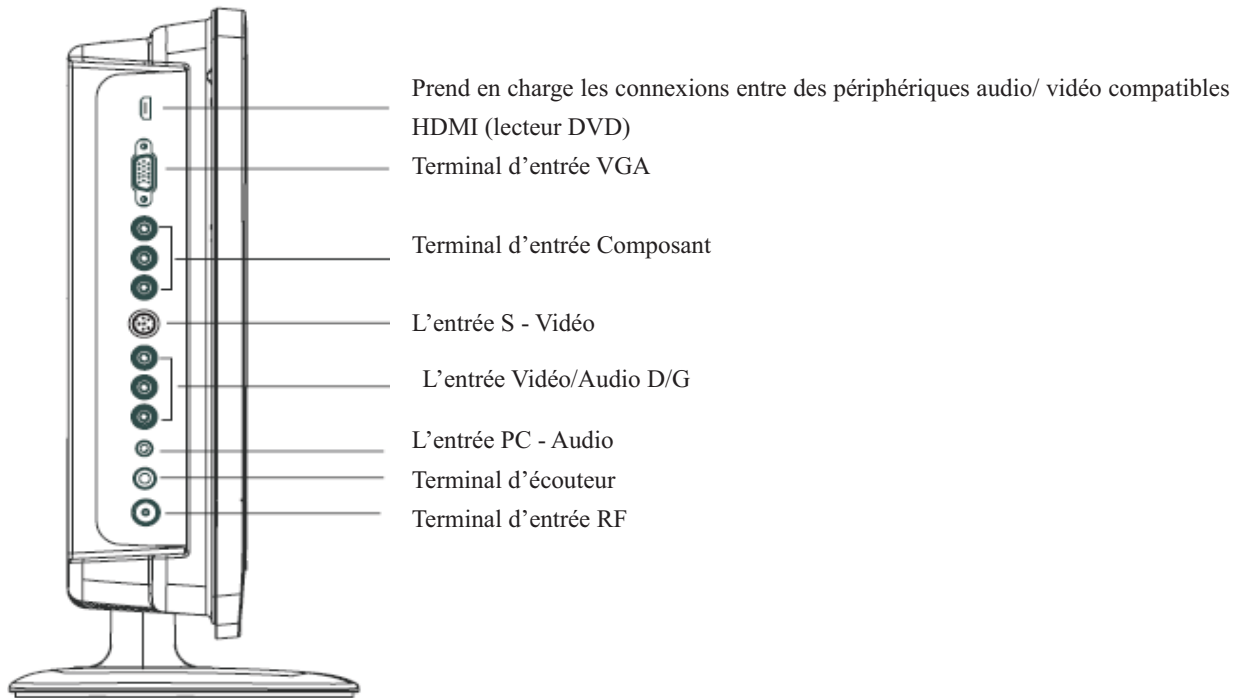 Prend en charge les connexions entre des périphériques audio/ vidéo compatibles
HDMI (lecteur DVD)
Terminal d’entrée VGA
Terminal d’entrée Composant
L’entrée S - Vidéo
L’entrée Vidéo/Audio D/G
L’entrée PC - Audio
Terminal d’écouteur
Terminal d’entrée RF